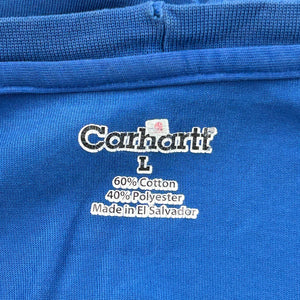 Carhartt
L
60% Cotton
40% Polyester
Made in El Salvador